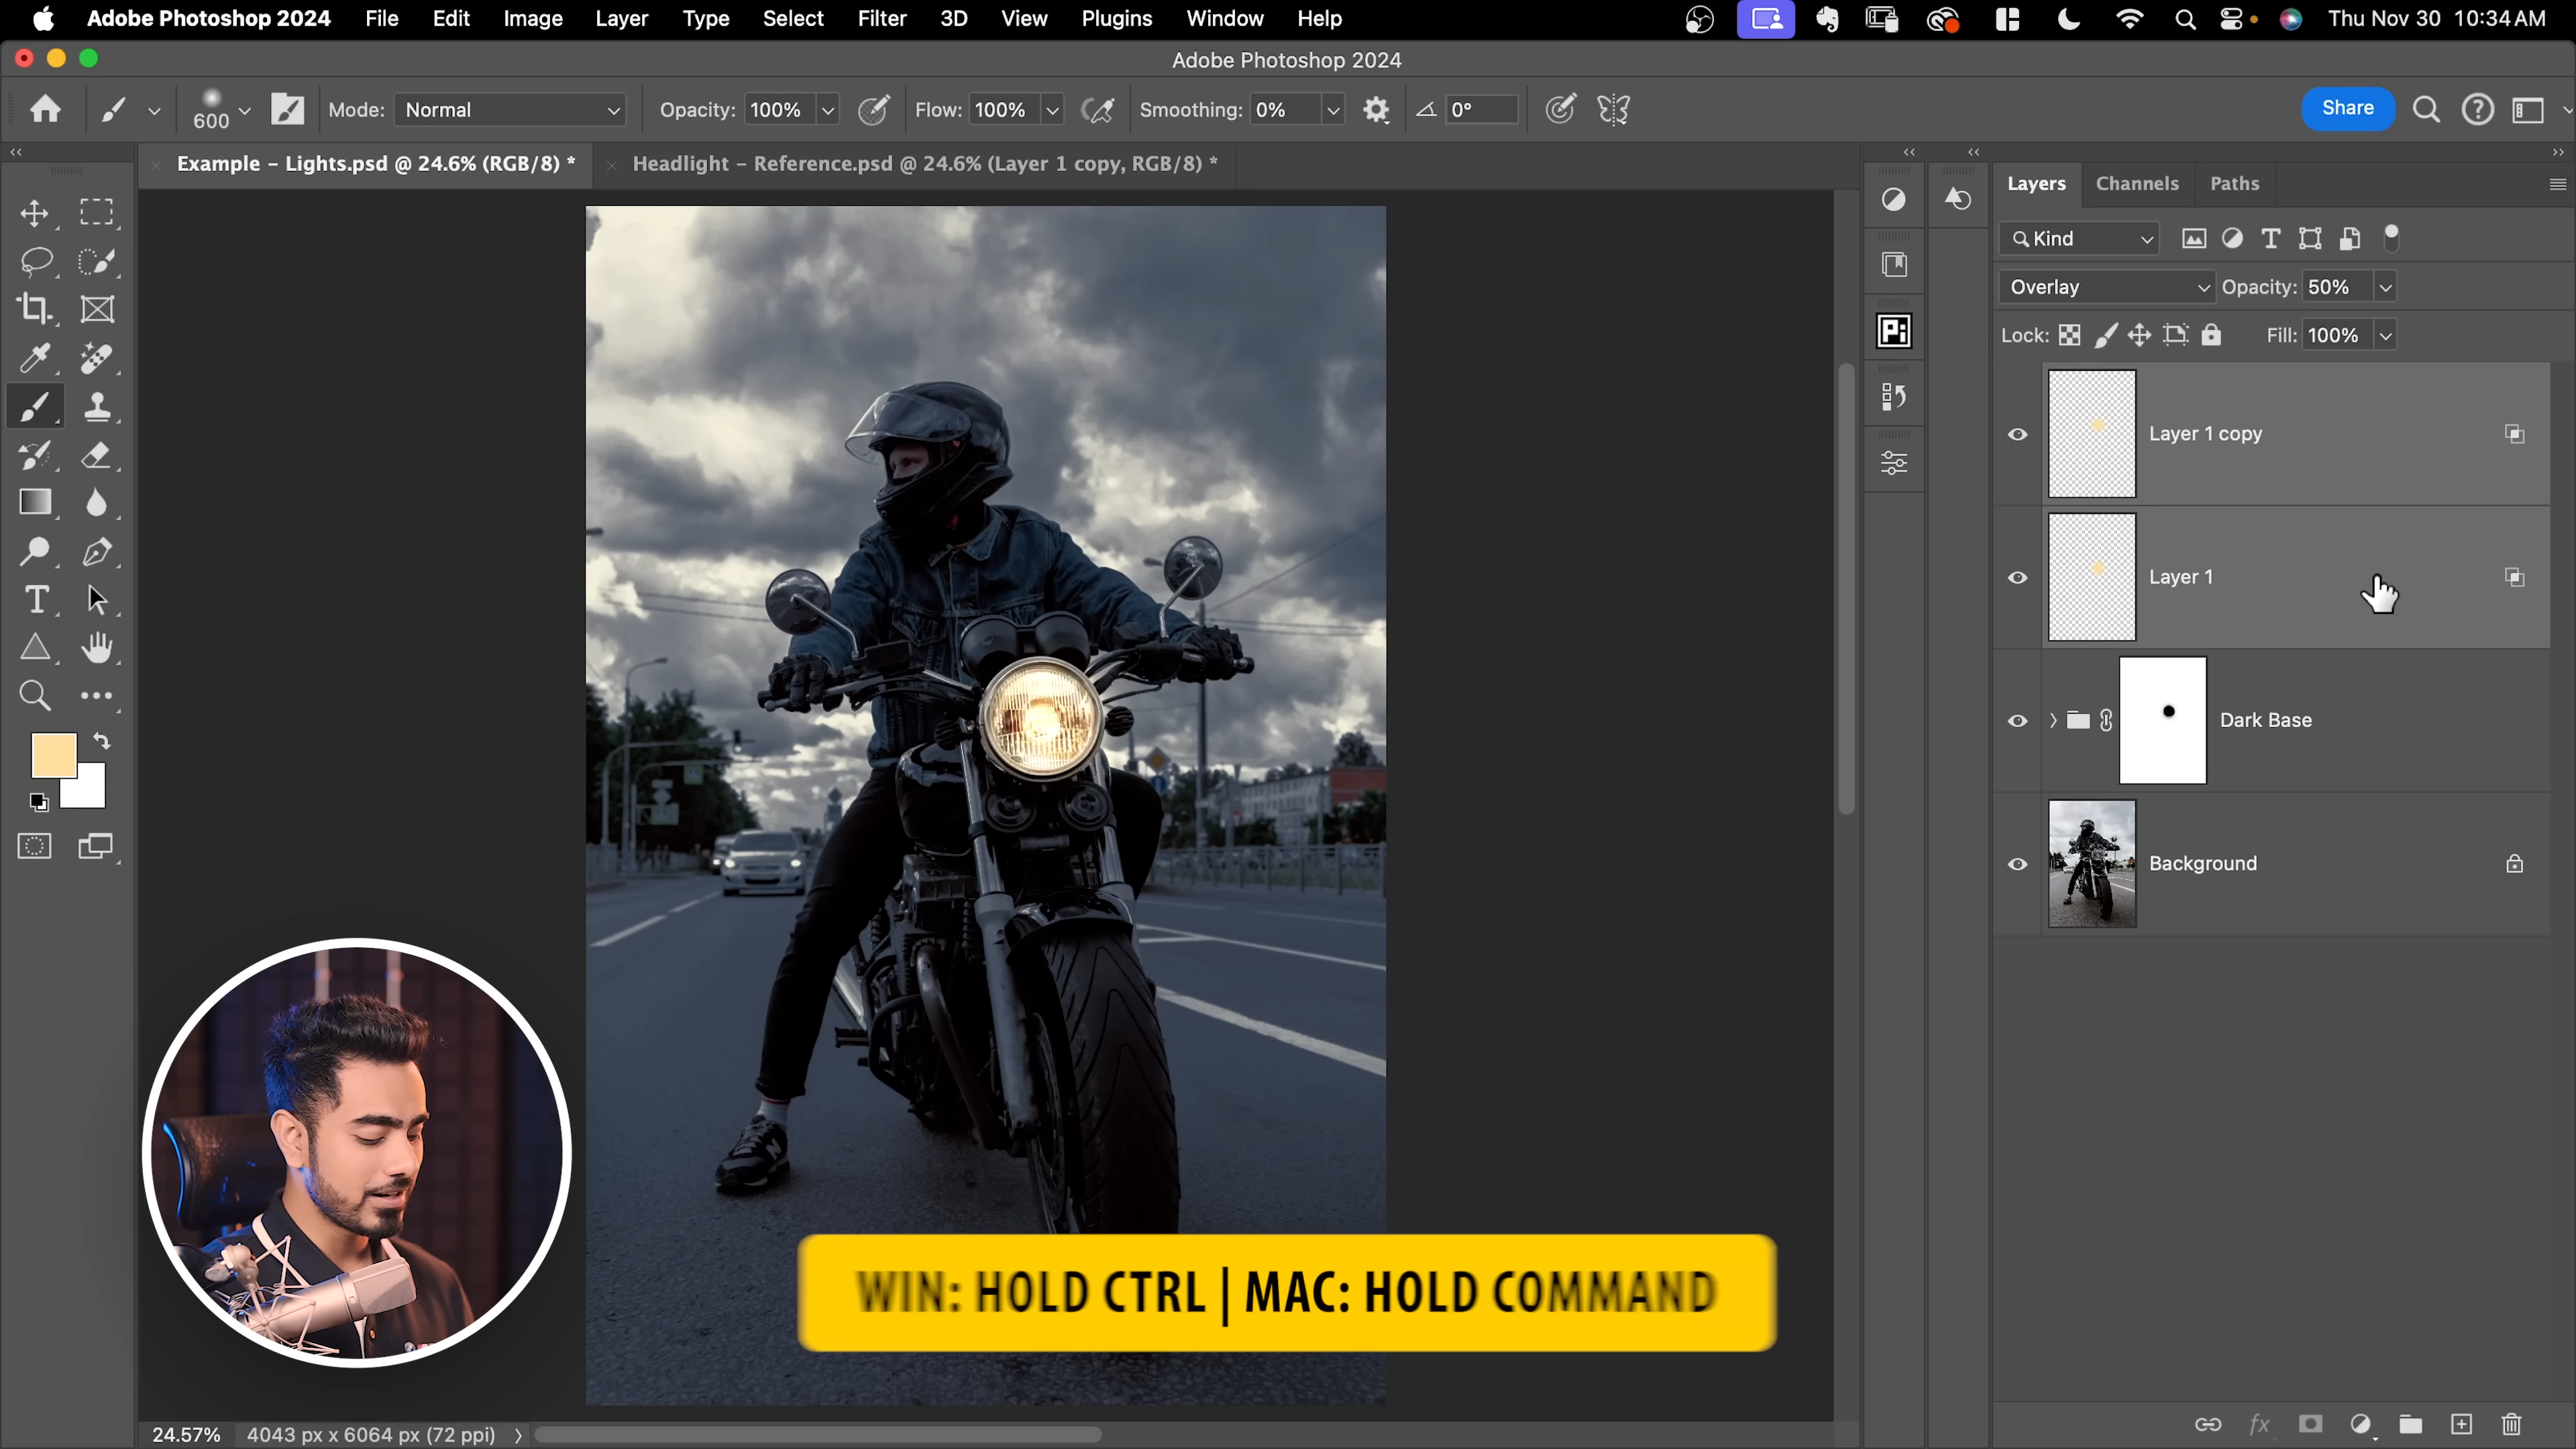 Adobe Photoshop 2024 File Edit Image Layer Type Select Filter 3D View Plugins Window Help Thu Nov 30 10:34 AM
Adobe Photoshop 2024
600 Mode: Normal Opacity: 100% Flow: 100% Smoothing: 0% 0° Share
Example – Lights.psd @ 24.6% (RGB/8) * Headlight – Reference.psd @ 24.6% (Layer 1 copy, RGB/8) *
Layers Channels Paths
Kind
Overlay Opacity: 50%
Lock: Fill: 100%
Layer 1 copy
Layer 1
Dark Base
Background
WIN: HOLD CTRL | MAC: HOLD COMMAND
24.57% 4043 px x 6064 px (72 ppi)
fx